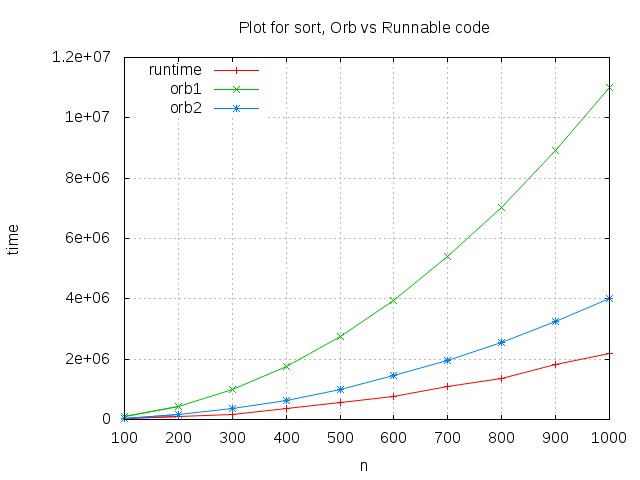 Plot for sort, Orb vs Runnable code
1.2e+07
1e+07
8e+06
6e+06
4e+06
2e+06
0
time
runtime
orb1
orb2
100 200 300 400 500 600 700 800 900 1000
n